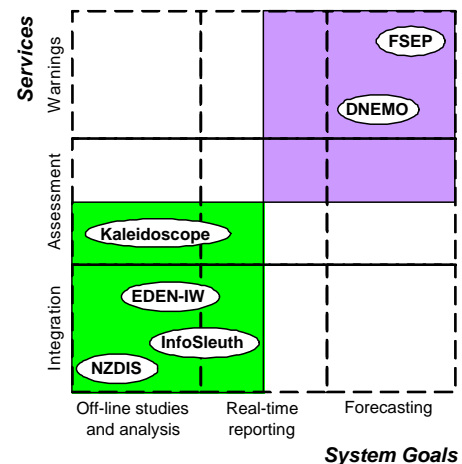 Services
Warnings
Assessment
Integration
FSEP
DNEMO
Kaleidoscope
EDEN-IW
InfoSleuth
NZDIS
Off-line studies
and analysis
Real-time
reporting
Forecasting
System Goals